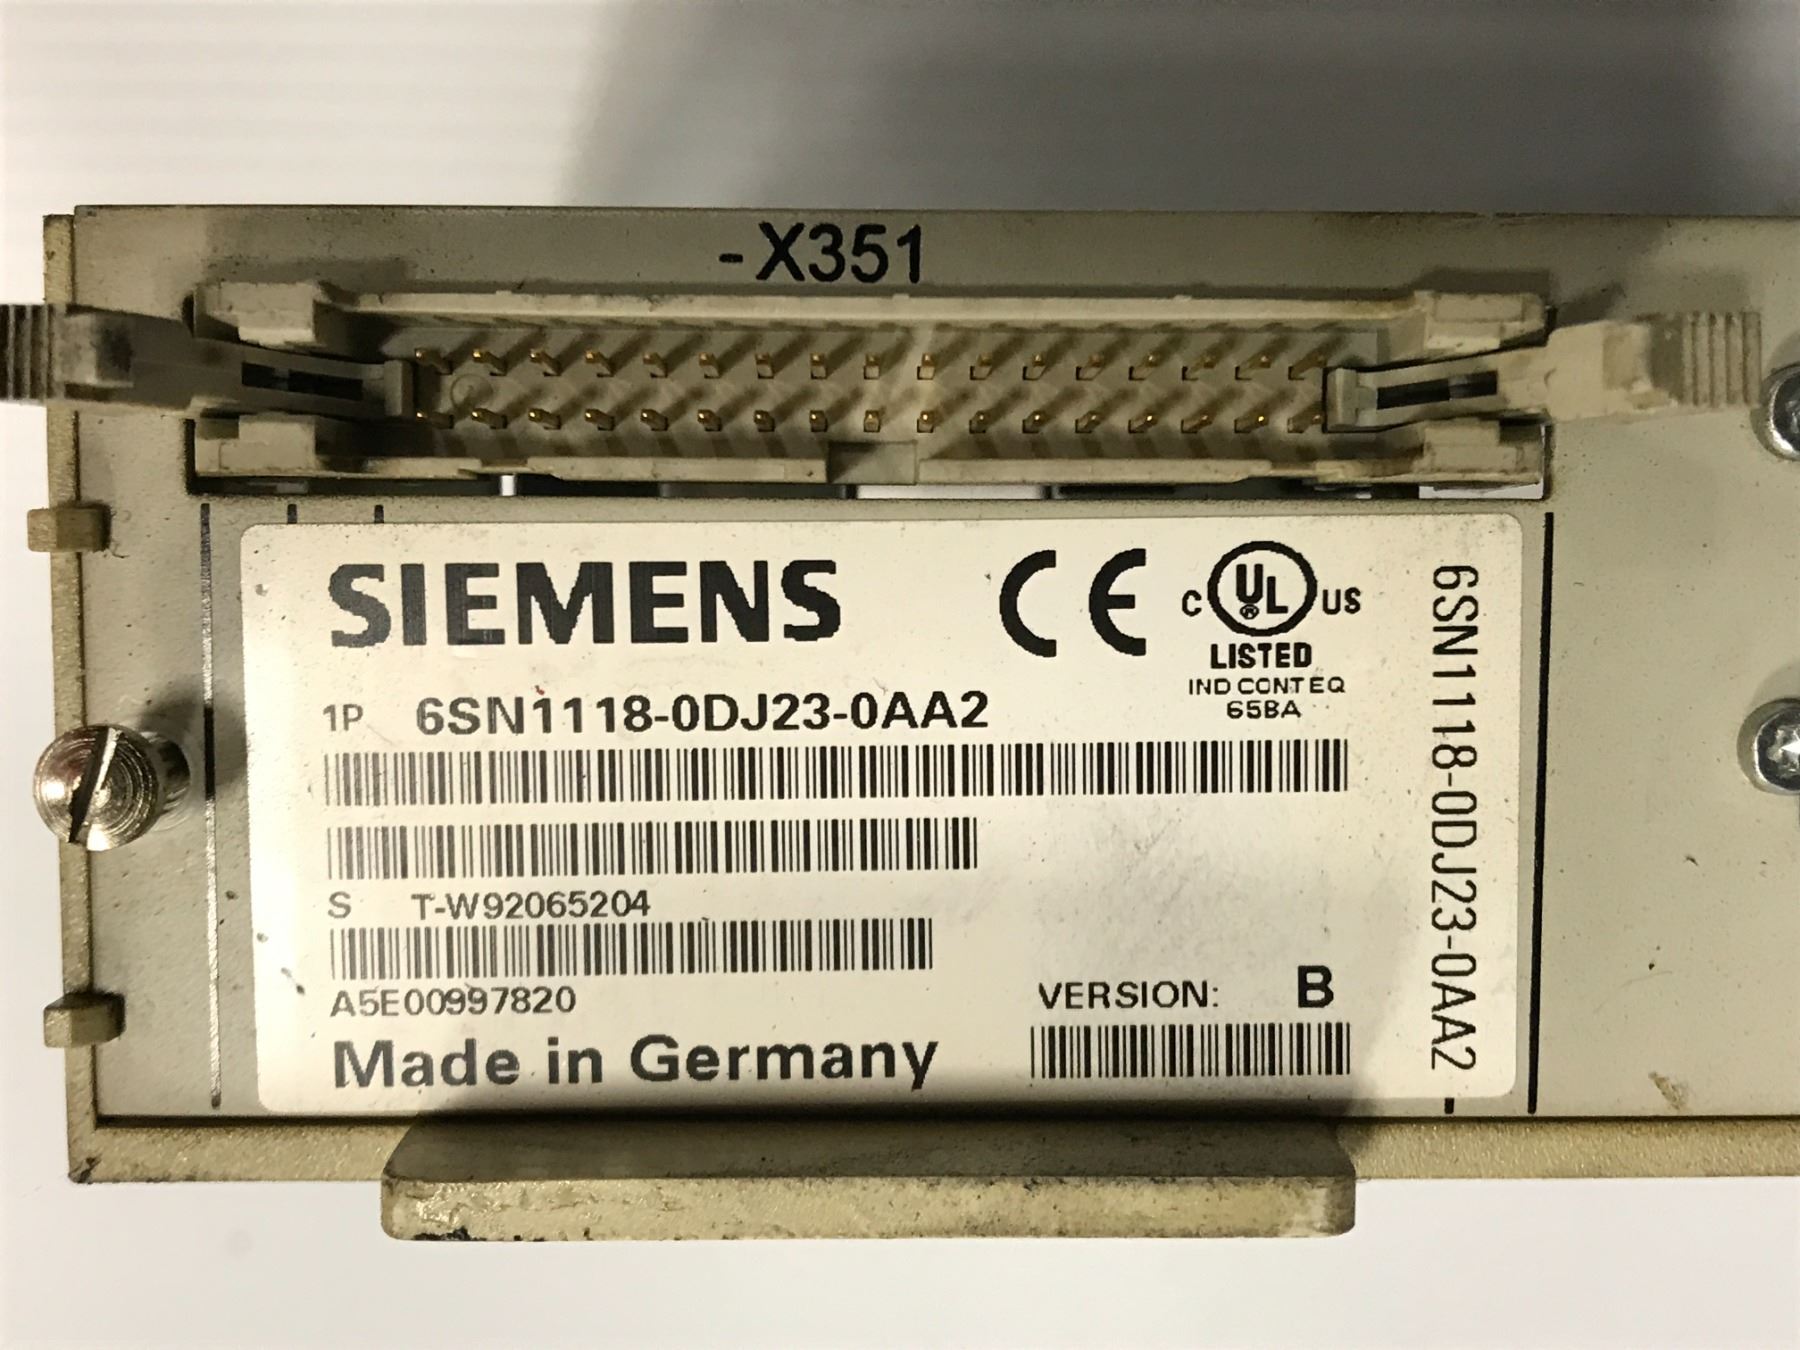 -X351
SIEMENS
CE
C UL® US
LISTED
IND CONT EQ
65BA
1P 6SN1118-0DJ23-0AA2
S T-W92065204
A5E00997820
VERSION: B
Made in Germany
6SN1118-0DJ23-0AA2